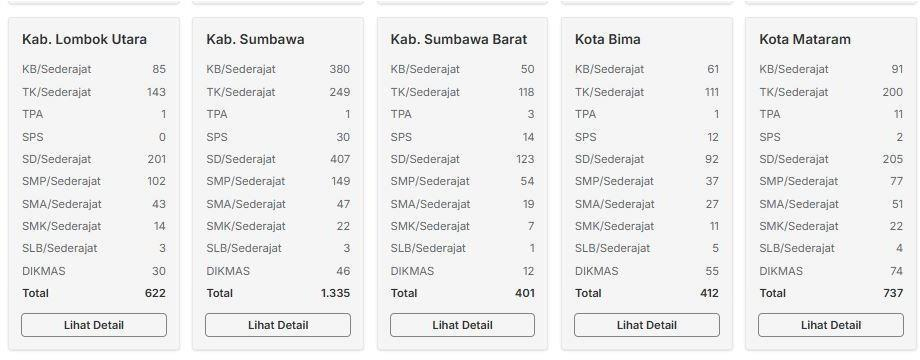 Kab. Lombok Utara
KB/Sederajat 85
TK/Sederajat 143
TPA 1
SPS 0
SD/Sederajat 201
SMP/Sederajat 102
SMA/Sederajat 43
SMK/Sederajat 14
SLB/Sederajat 3
DIKMAS 30
Total 622
Lihat Detail
Kab. Sumbawa
KB/Sederajat 380
TK/Sederajat 249
TPA 1
SPS 30
SD/Sederajat 407
SMP/Sederajat 149
SMA/Sederajat 47
SMK/Sederajat 22
SLB/Sederajat 3
DIKMAS 46
Total 1.335
Lihat Detail
Kab. Sumbawa Barat
KB/Sederajat 50
TK/Sederajat 118
TPA 3
SPS 14
SD/Sederajat 123
SMP/Sederajat 54
SMA/Sederajat 19
SMK/Sederajat 7
SLB/Sederajat 1
DIKMAS 12
Total 401
Lihat Detail
Kota Bima
KB/Sederajat 61
TK/Sederajat 111
TPA 1
SPS 12
SD/Sederajat 92
SMP/Sederajat 37
SMA/Sederajat 27
SMK/Sederajat 11
SLB/Sederajat 5
DIKMAS 55
Total 412
Lihat Detail
Kota Mataram
KB/Sederajat 91
TK/Sederajat 200
TPA 11
SPS 2
SD/Sederajat 205
SMP/Sederajat 77
SMA/Sederajat 51
SMK/Sederajat 22
SLB/Sederajat 4
DIKMAS 74
Total 737
Lihat Detail